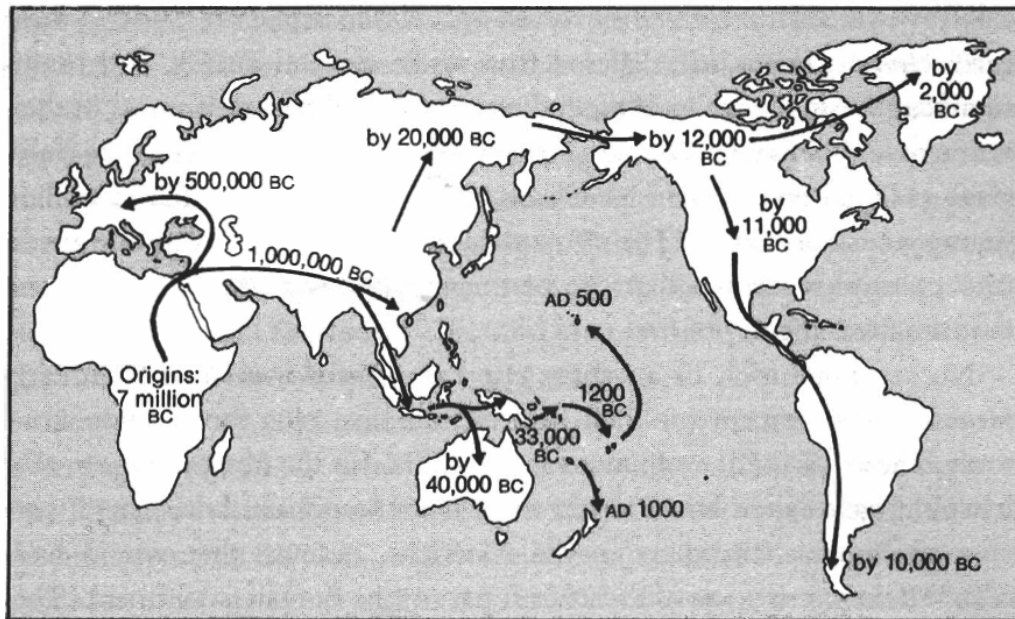 by
2,000
BC
by 20,000 BC
by 12,000
BC
by 500,000 BC
by
11,000
BC
1,000,000 BC
AD 500
Origins:
7 million
BC
1200
BC
33,000
BC
by
40,000 BC
AD 1000
by 10,000 BC